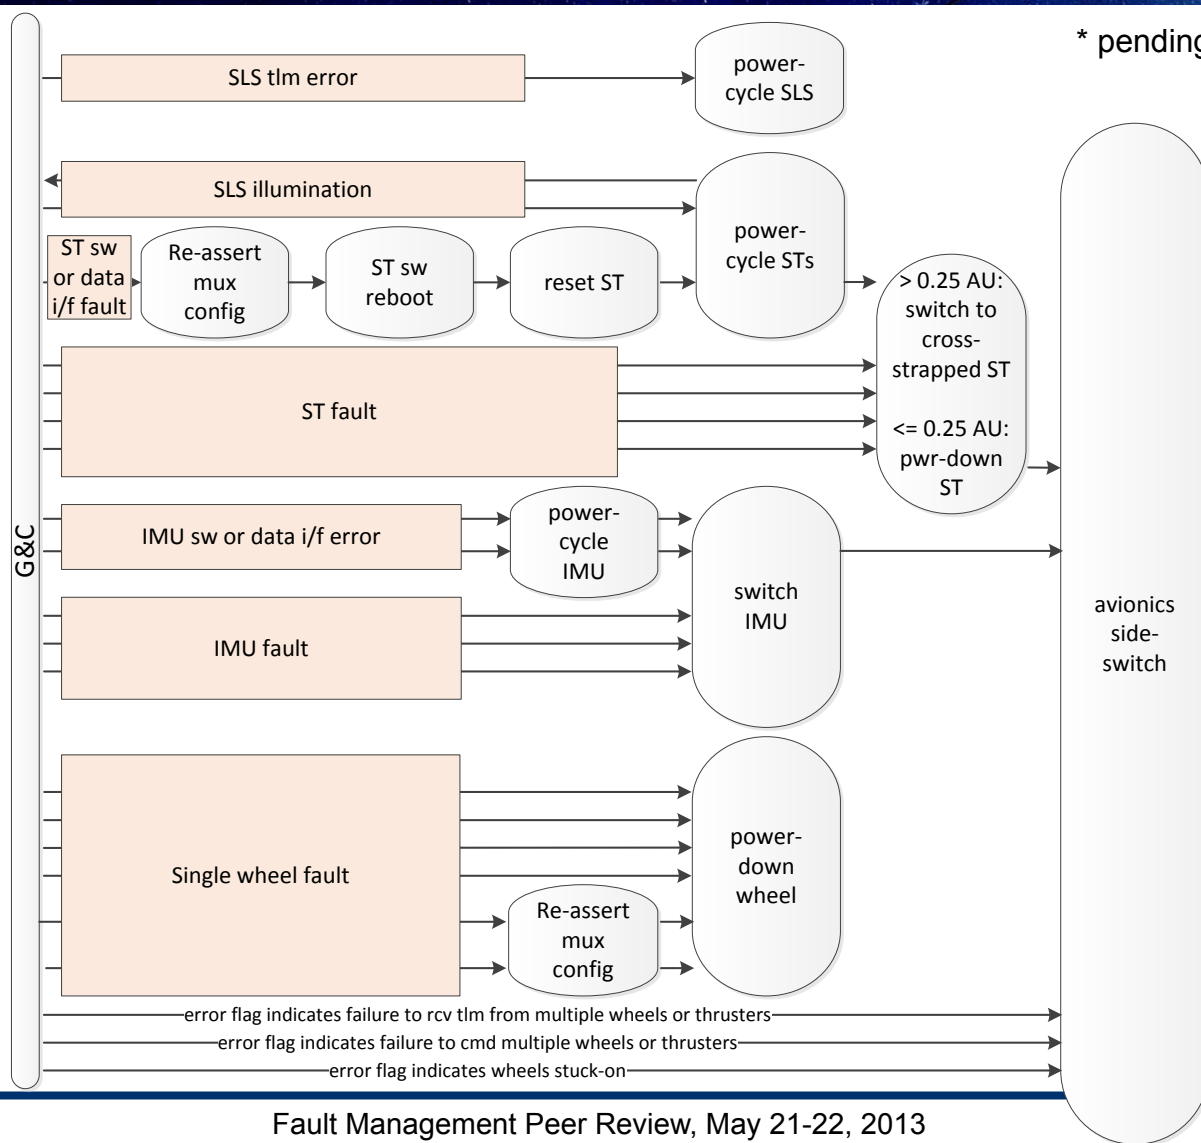 * pending
SLS tlm error
power-
cycle SLS
SLS illumination
power-
cycle STs
ST sw
or data
i/f fault
Re-assert
mux
config
ST sw
reboot
reset ST
> 0.25 AU:
switch to
cross-
strapped ST
<= 0.25 AU:
pwr-down
ST
ST fault
G&C
IMU sw or data i/f error
power-
cycle
IMU
switch
IMU
IMU fault
avionics
side-
switch
Single wheel fault
power-
down
wheel
Re-assert
mux
config
error flag indicates failure to rcv tlm from multiple wheels or thrusters
error flag indicates failure to cmd multiple wheels or thrusters
error flag indicates wheels stuck-on
Fault Management Peer Review, May 21-22, 2013